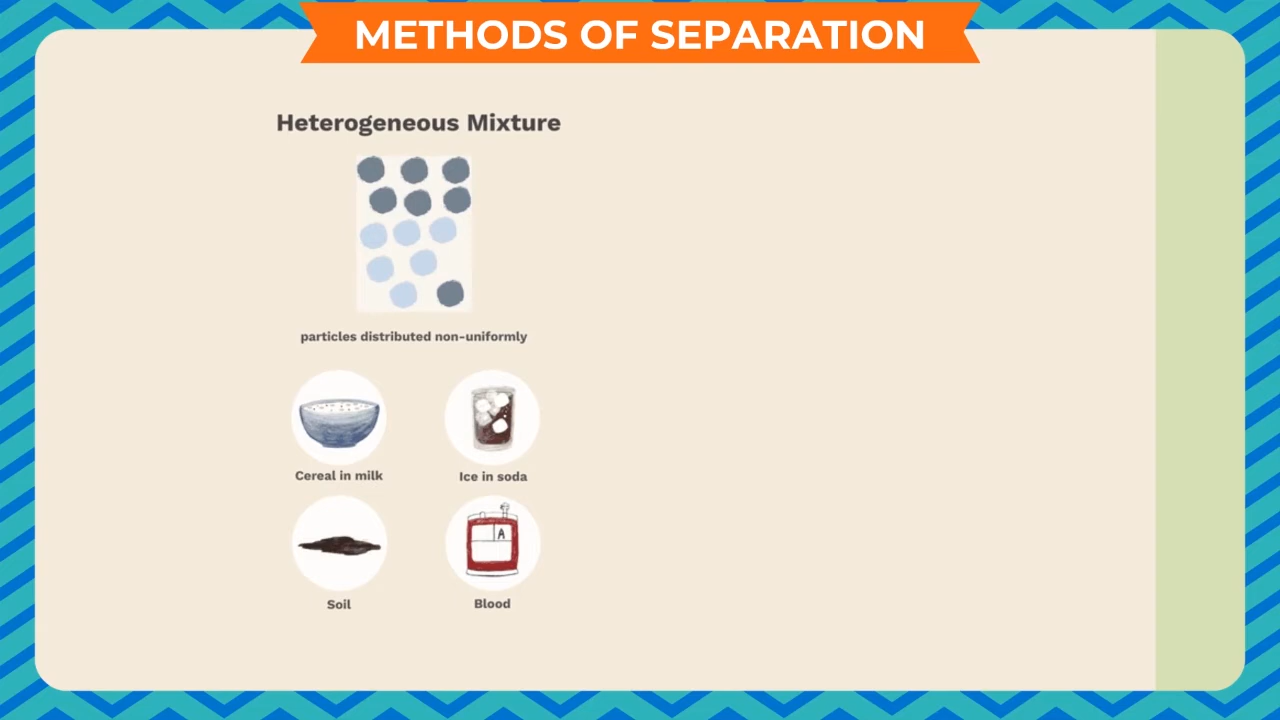 METHODS OF SEPARATION
Heterogeneous Mixture
particles distributed non-uniformly
Cereal in milk
Ice in soda
A
Soil
Blood